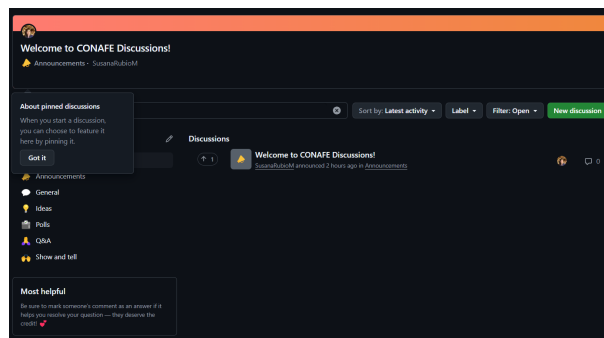 Welcome to CONAFE Discussions!
Announcements · SusanaRubioM
About pinned discussions
When you start a discussion,
you can choose to feature it
here by pinning it.
Got it
Sort by: Latest activity
Label
Filter: Open
New discussion
Discussions
1
Welcome to CONAFE Discussions!
SusanaRubioM announced 2 hours ago in Announcements
0
Announcements
General
Ideas
Polls
Q&A
Show and tell
Most helpful
Be sure to mark someone's comment as an answer if it
helps you resolve your question — they deserve the
credit!